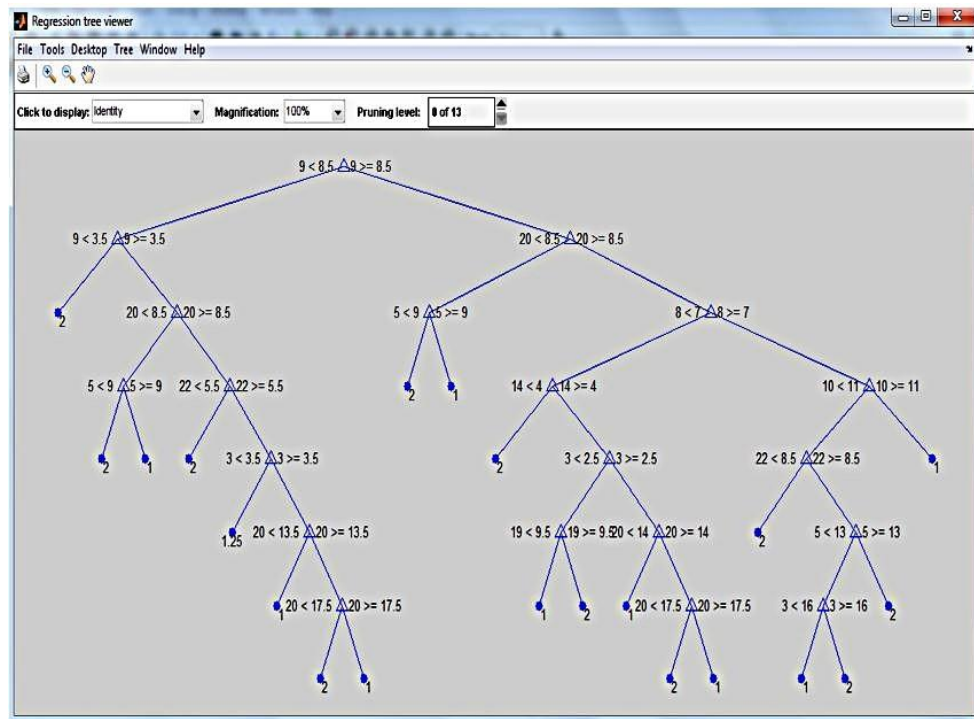 Regression tree viewer
File Tools Desktop Tree Window Help
Click to display: Identity Magnification: 100% Pruning level: 0 of 13
9 < 8.5 9 >= 8.5
9 < 3.5 9 >= 3.5 20 < 8.5 20 >= 8.5
2 20 < 8.5 20 >= 8.5 5 < 9 5 >= 9 8 < 7 8 >= 7
5 < 9 5 >= 9 22 < 5.5 22 >= 5.5 2 1 14 < 4 14 >= 4 10 < 11 10 >= 11
2 1 2 3 < 3.5 3 >= 3.5 2 3 < 2.5 3 >= 2.5 22 < 8.5 22 >= 8.5 1
1.25 20 < 13.5 20 >= 13.5 19 < 9.5 19 >= 9.5 20 < 14 20 >= 14 2 5 < 13 5 >= 13
1 20 < 17.5 20 >= 17.5 1 2 1 20 < 17.5 20 >= 17.5 3 < 16 3 >= 16 2
2 1 2 1 1 2